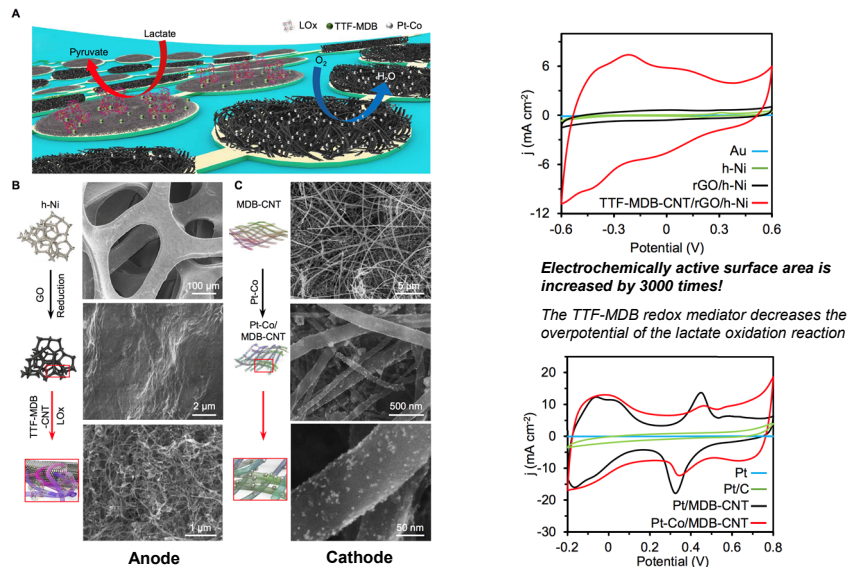 A
LOx TTF-MDB Pt-Co
Lactate
Pyruvate
O2
H2O
B
h-Ni
GO
Reduction
TTF-MDB
-CNT
LOx
100 μm
2 μm
1 μm
Anode
C
MDB-CNT
Pt-Co
Pt-Co/
MDB-CNT
5 μm
500 nm
50 nm
Cathode
j (mA cm-2)
6
0
-6
-12
Au
h-Ni
rGO/h-Ni
TTF-MDB-CNT/rGO/h-Ni
-0.6 -0.3 0 0.3 0.6
Potential (V)
Electrochemically active surface area is
increased by 3000 times!
The TTF-MDB redox mediator decreases the
overpotential of the lactate oxidation reaction
j (mA cm-2)
20
10
0
-10
-20
-30
Pt
Pt/C
Pt/MDB-CNT
Pt-Co/MDB-CNT
-0.2 0 0.2 0.4 0.6 0.8
Potential (V)